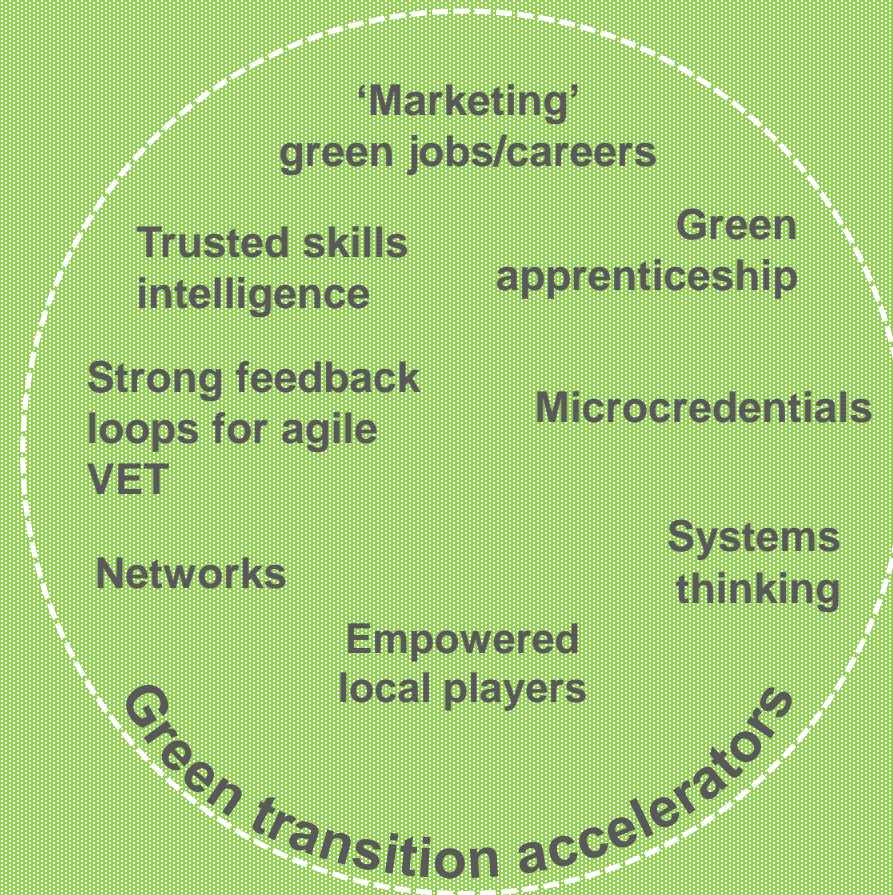 ‘Marketing’
green jobs/careers
Trusted skills
intelligence
Green
apprenticeship
Strong feedback
loops for agile
VET
Microcredentials
Networks
Systems
thinking
Empowered
local players
Green transition accelerators